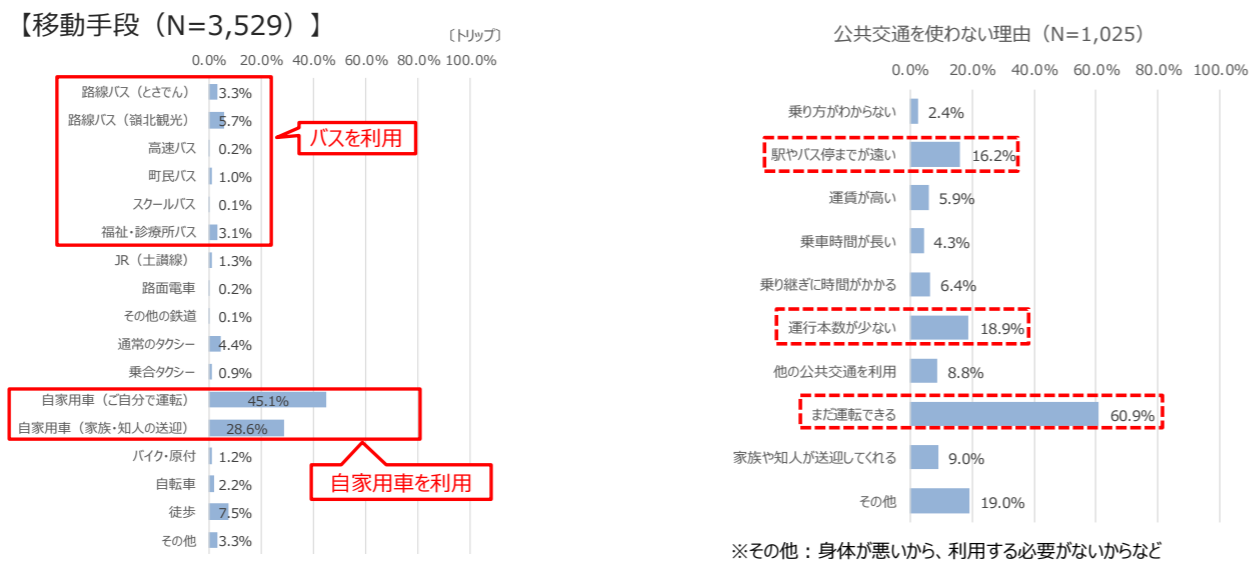 【移動手段（N=3,529）】
〔トリップ〕
0.0% 20.0% 40.0% 60.0% 80.0% 100.0%
路線バス（とさでん） 3.3%
路線バス（嶺北観光） 5.7%
高速バス 0.2%
町民バス 1.0%
スクールバス 0.1%
福祉・診療所バス 3.1%
バスを利用
JR（土讃線） 1.3%
路面電車 0.2%
その他の鉄道 0.1%
通常のタクシー 4.4%
乗合タクシー 0.9%
自家用車（ご自分で運転） 45.1%
自家用車（家族・知人の送迎） 28.6%
自家用車を利用
バイク・原付 1.2%
自転車 2.2%
徒歩 7.5%
その他 3.3%
公共交通を使わない理由（N=1,025）
0.0% 20.0% 40.0% 60.0% 80.0% 100.0%
乗り方がわからない 2.4%
駅やバス停までが遠い 16.2%
運賃が高い 5.9%
乗車時間が長い 4.3%
乗り継ぎに時間がかかる 6.4%
運行本数が少ない 18.9%
他の公共交通を利用 8.8%
まだ運転できる 60.9%
家族や知人が送迎してくれる 9.0%
その他 19.0%
※その他：身体が悪いから、利用する必要がないからなど